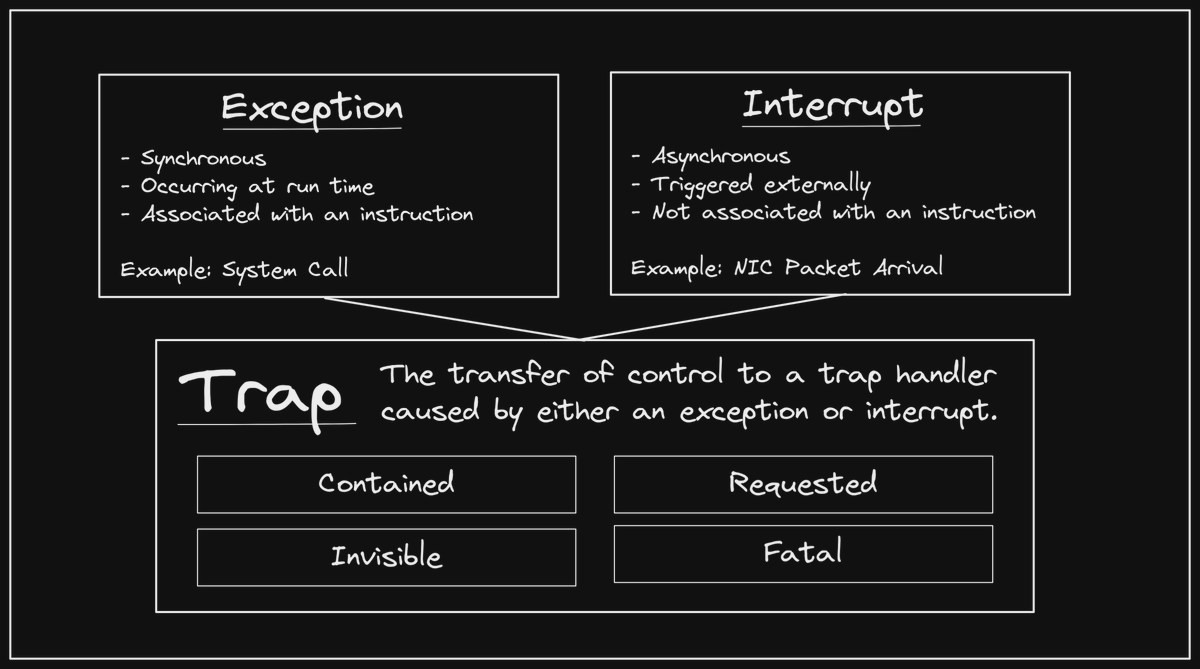 Exception
- Synchronous
- Occurring at run time
- Associated with an instruction
Example: System Call
Interrupt
- Asynchronous
- Triggered externally
- Not associated with an instruction
Example: NIC Packet Arrival
Trap
The transfer of control to a trap handler
caused by either an exception or interrupt.
Contained
Requested
Invisible
Fatal